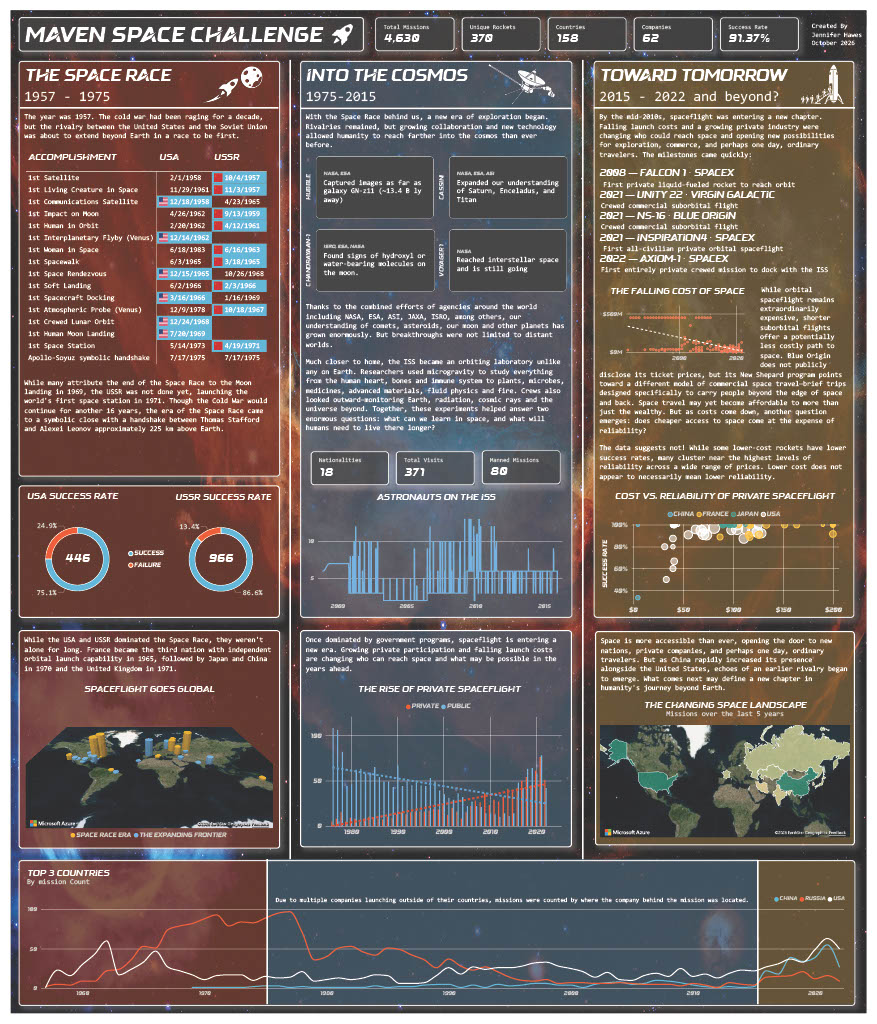 MAVEN SPACE CHALLENGE
Total Missions
4,630
Unique Rockets
370
Countries
158
Companies
62
Success Rate
91.37%
Created By
Jennifer Hawes
October 2026
THE SPACE RACE
1957 - 1975
The year was 1957. The cold war had been raging for a decade,
but the rivalry between the United States and the Soviet Union
was about to extend beyond Earth in a race to be first.
ACCOMPLISHMENT USA USSR
1st Satellite 2/1/1958 10/4/1957
1st Living Creature in Space 11/29/1961 11/3/1957
1st Communications Satellite 12/18/1958 4/23/1965
1st Impact on Moon 4/26/1962 9/13/1959
1st Human in Orbit 2/20/1962 4/12/1961
1st Interplanetary Flyby (Venus) 12/14/1962
1st Woman in Space 6/18/1983 6/16/1963
1st Spacewalk 6/3/1965 3/18/1965
1st Space Rendezvous 12/15/1965 10/26/1968
1st Soft Landing 6/2/1966 2/3/1966
1st Spacecraft Docking 3/16/1966 1/16/1969
1st Atmospheric Probe (Venus) 12/9/1978 10/18/1967
1st Crewed Lunar Orbit 12/24/1968
1st Human Moon Landing 7/20/1969
1st Space Station 5/14/1973 4/19/1971
Apollo-Soyuz symbolic handshake 7/17/1975 7/17/1975
While many attribute the end of the Space Race to the Moon
landing in 1969, the USSR was not done yet, launching the
world's first space station in 1971. Though the Cold War would
continue for another 16 years, the era of the Space Race came
to a symbolic close with a handshake between Thomas Stafford
and Alexei Leonov approximately 225 km above Earth.
USA SUCCESS RATE
24.9%
446
75.1%
SUCCESS
FAILURE
USSR SUCCESS RATE
13.4%
966
86.6%
While the USA and USSR dominated the Space Race, they weren't
alone for long. France became the third nation with independent
orbital launch capability in 1965, followed by Japan and China
in 1970 and the United Kingdom in 1971.
SPACEFLIGHT GOES GLOBAL
Microsoft Azure
SPACE RACE ERA THE EXPANDING FRONTIER
INTO THE COSMOS
1975-2015
With the Space Race behind us, a new era of exploration began.
Rivalries remained, but growing collaboration and new technology
allowed humanity to reach farther into the cosmos than ever
before.
HUBBLE
NASA, ESA
Captured images as far as
galaxy GN-z11 (~13.4 B ly
away)
CASSINI
NASA, ESA, ASI
Expanded our understanding
of Saturn, Enceladus, and
Titan
CHANDRAYAAN-1
ISRO, ESA, NASA
Found signs of hydroxyl or
water-bearing molecules on
the moon.
VOYAGER 1
NASA
Reached interstellar space
and is still going
Thanks to the combined efforts of agencies around the world
including NASA, ESA, ASI, JAXA, ISRO, among others, our
understanding of comets, asteroids, our moon and other planets has
grown enormously. But breakthroughs were not limited to distant
worlds.
Much closer to home, the ISS became an orbiting laboratory unlike
any on Earth. Researchers used microgravity to study everything
from the human heart, bones and immune system to plants, microbes,
medicines, advanced materials, fluid physics and fire. Crews also
looked outward-monitoring Earth, radiation, cosmic rays and the
universe beyond. Together, these experiments helped answer two
enormous questions: what can we learn in space, and what will
humans need to live there longer?
Nationalities
18
Total Visits
371
Manned Missions
80
ASTRONAUTS ON THE ISS
10
5
2000 2005 2010 2015
Once dominated by government programs, spaceflight is entering a
new era. Growing private participation and falling launch costs
are changing who can reach space and what may be possible in the
years ahead.
THE RISE OF PRIVATE SPACEFLIGHT
PRIVATE PUBLIC
100
50
0
1980 1990 2000 2010 2020
TOWARD TOMORROW
2015 - 2022 and beyond?
By the mid-2010s, spaceflight was entering a new chapter.
Falling launch costs and a growing private industry were
changing who could reach space and opening new possibilities
for exploration, commerce, and perhaps one day, ordinary
travelers. The milestones came quickly:
2008 — FALCON 1 · SPACEX
First private liquid-fueled rocket to reach orbit
2021 — UNITY 22 · VIRGIN GALACTIC
Crewed commercial suborbital flight
2021 — NS-16 · BLUE ORIGIN
Crewed commercial suborbital flight
2021 — INSPIRATION4 · SPACEX
First all-civilian private orbital spaceflight
2022 — AXIOM-1 · SPACEX
First entirely private crewed mission to dock with the ISS
THE FALLING COST OF SPACE
$0M
2000 2020
While orbital
spaceflight remains
extraordinarily
expensive, shorter
suborbital flights
offer a potentially
less costly path to
space. Blue Origin
does not publicly
disclose its ticket prices, but its New Shepard program points
toward a different model of commercial space travel—brief trips
designed specifically to carry people beyond the edge of space
and back. Space travel may yet become affordable to more than
just the wealthy. But as costs come down, another question
emerges: does cheaper access to space come at the expense of
reliability?
The data suggests not! While some lower-cost rockets have lower
success rates, many cluster near the highest levels of
reliability across a wide range of prices. Lower cost does not
appear to necessarily mean lower reliability.
COST VS. RELIABILITY OF PRIVATE SPACEFLIGHT
CHINA FRANCE JAPAN USA
SUCCESS RATE
100%
80%
60%
40%
$0 $50 $100 $150 $200
Space is more accessible than ever, opening the door to new
nations, private companies, and perhaps one day, ordinary
travelers. But as China rapidly increased its presence
alongside the United States, echoes of an earlier rivalry began
to emerge. What comes next may define a new chapter in
humanity's journey beyond Earth.
THE CHANGING SPACE LANDSCAPE
Missions over the last 5 years
Microsoft Azure
TOP 3 COUNTRIES
By mission Count
Due to multiple companies launching outside of their countries, missions were counted by where the company behind the mission was located.
CHINA RUSSIA USA
100
50
0
1960 1970 1980 1990 2000 2010 2020